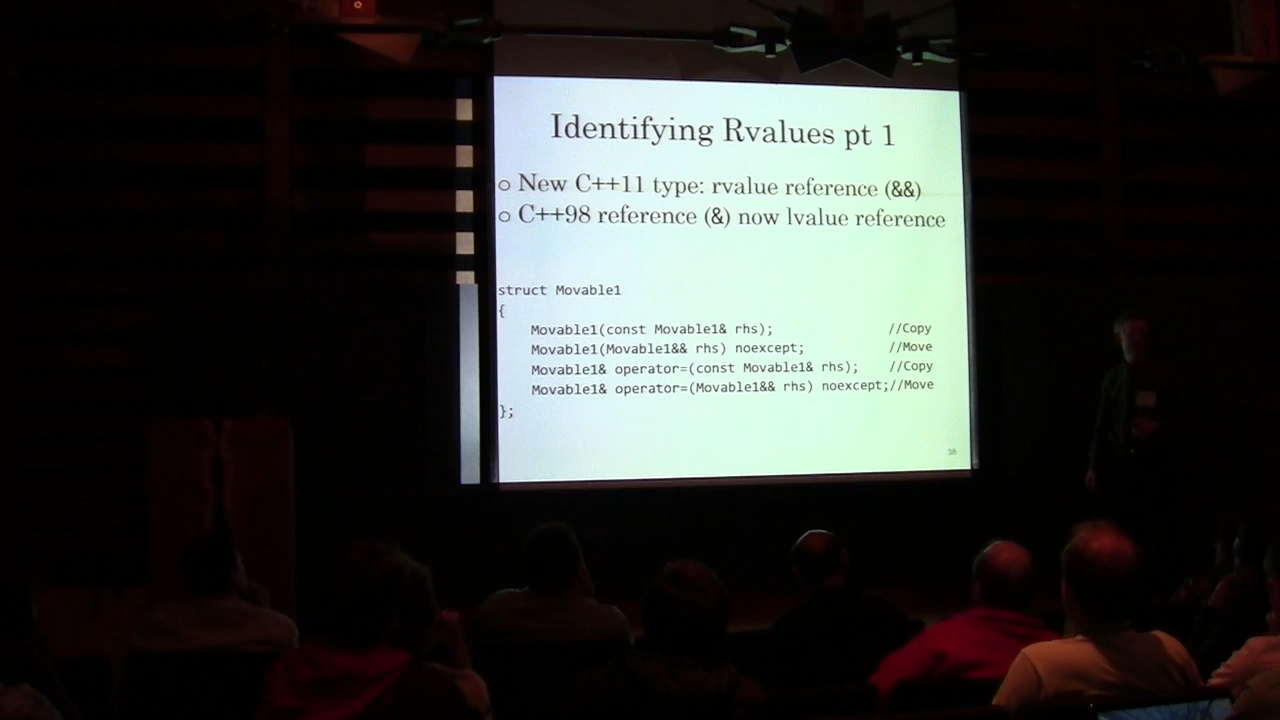 Identifying Rvalues pt 1
○ New C++11 type: rvalue reference (&&)
○ C++98 reference (&) now lvalue reference
struct Movable1
{
Movable1(const Movable1& rhs); //Copy
Movable1(Movable1&& rhs) noexcept; //Move
Movable1& operator=(const Movable1& rhs); //Copy
Movable1& operator=(Movable1&& rhs) noexcept;//Move
};
38